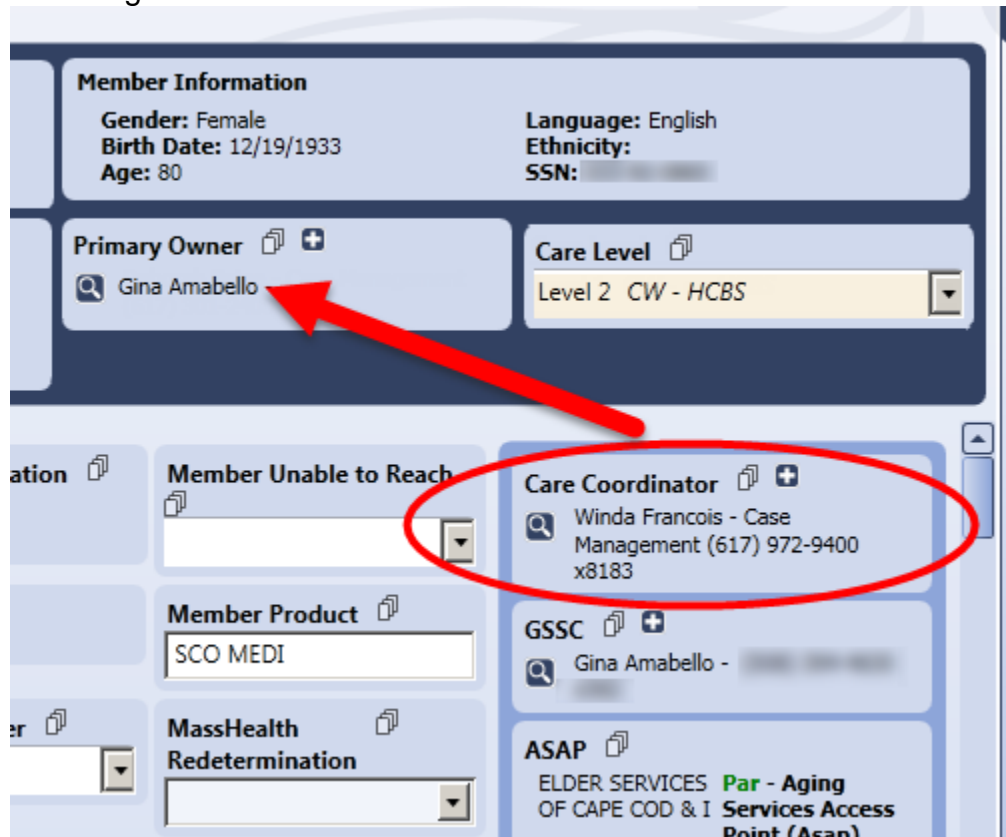 Member Information
Gender: Female
Language: English
Birth Date: 12/19/1933
Ethnicity:
Age: 80
SSN:
Primary Owner
Gina Amabello -
Care Level
Level 2 CW - HCBS
ation
Member Unable to Reach
Care Coordinator
Winda Francois - Case
Management (617) 972-9400
x8183
Member Product
SCO MEDI
GSSC
Gina Amabello -
er
MassHealth
Redetermination
ASAP
ELDER SERVICES Par - Aging
OF CAPE COD & I Services Access
Point (Asap)